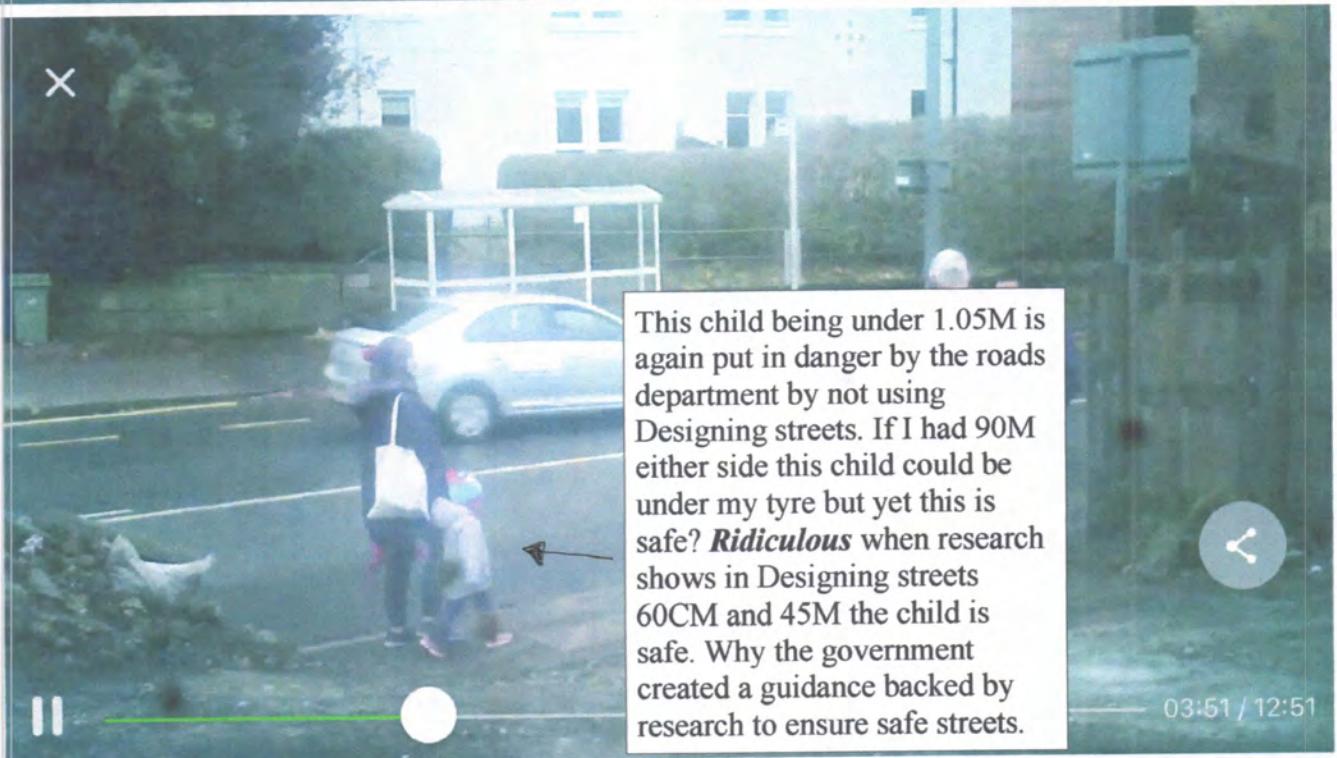 This child being under 1.05M is
again put in danger by the roads
department by not using
Designing streets. If I had 90M
either side this child could be
under my tyre but yet this is
safe? Ridiculous when research
shows in Designing streets
60CM and 45M the child is
safe. Why the government
created a guidance backed by
research to ensure safe streets.
03:51 / 12:51